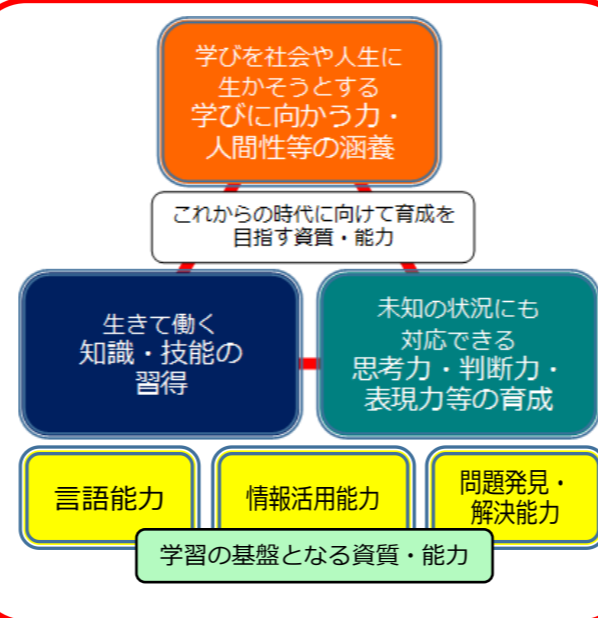 学びを社会や人生に
生かそうとする
学びに向かう力・
人間性等の涵養
これからの時代に向けて育成を
目指す資質・能力
生きて働く
知識・技能の
習得
未知の状況にも
対応できる
思考力・判断力・
表現力等の育成
言語能力
情報活用能力
問題発見・
解決能力
学習の基盤となる資質・能力